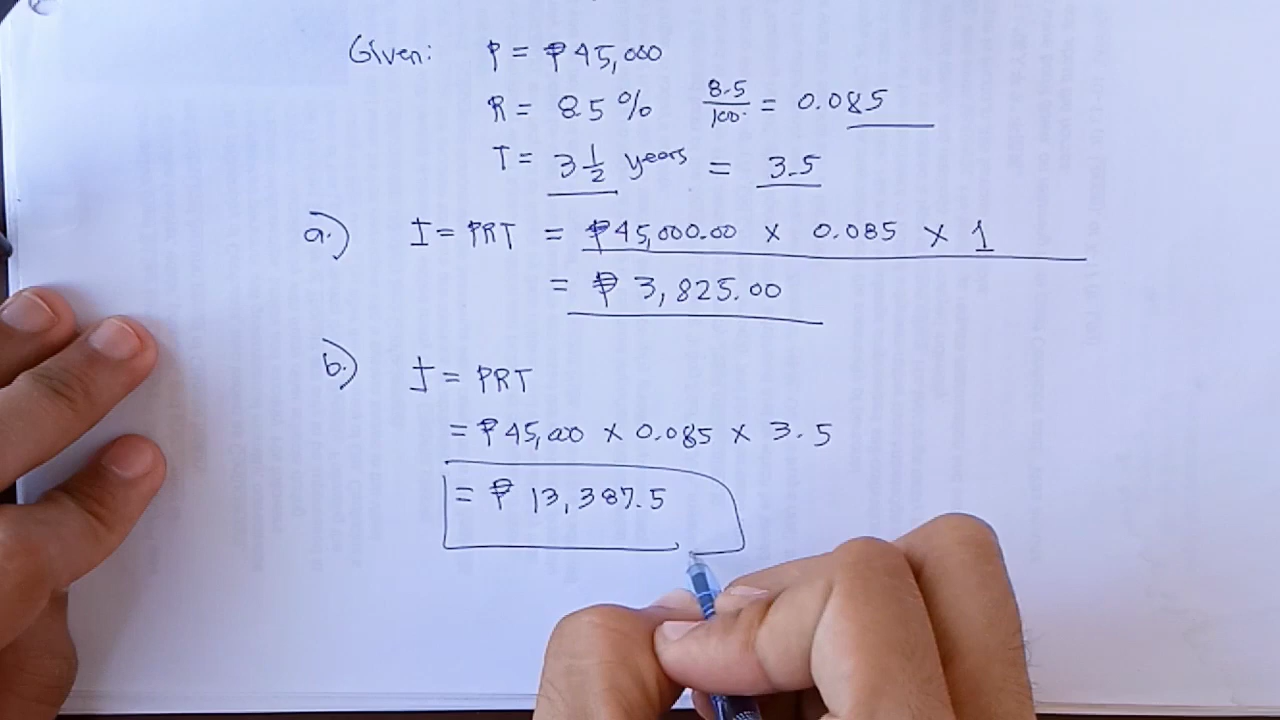 Given: P = ₱45,000
R = 8.5% 8.5/100 = 0.085
T = 3 1/2 years = 3.5
a.) I = PRT = ₱45,000.00 x 0.085 x 1
= ₱ 3,825.00
b.) I = PRT
= ₱45,000 x 0.085 x 3.5
= ₱ 13,387.5